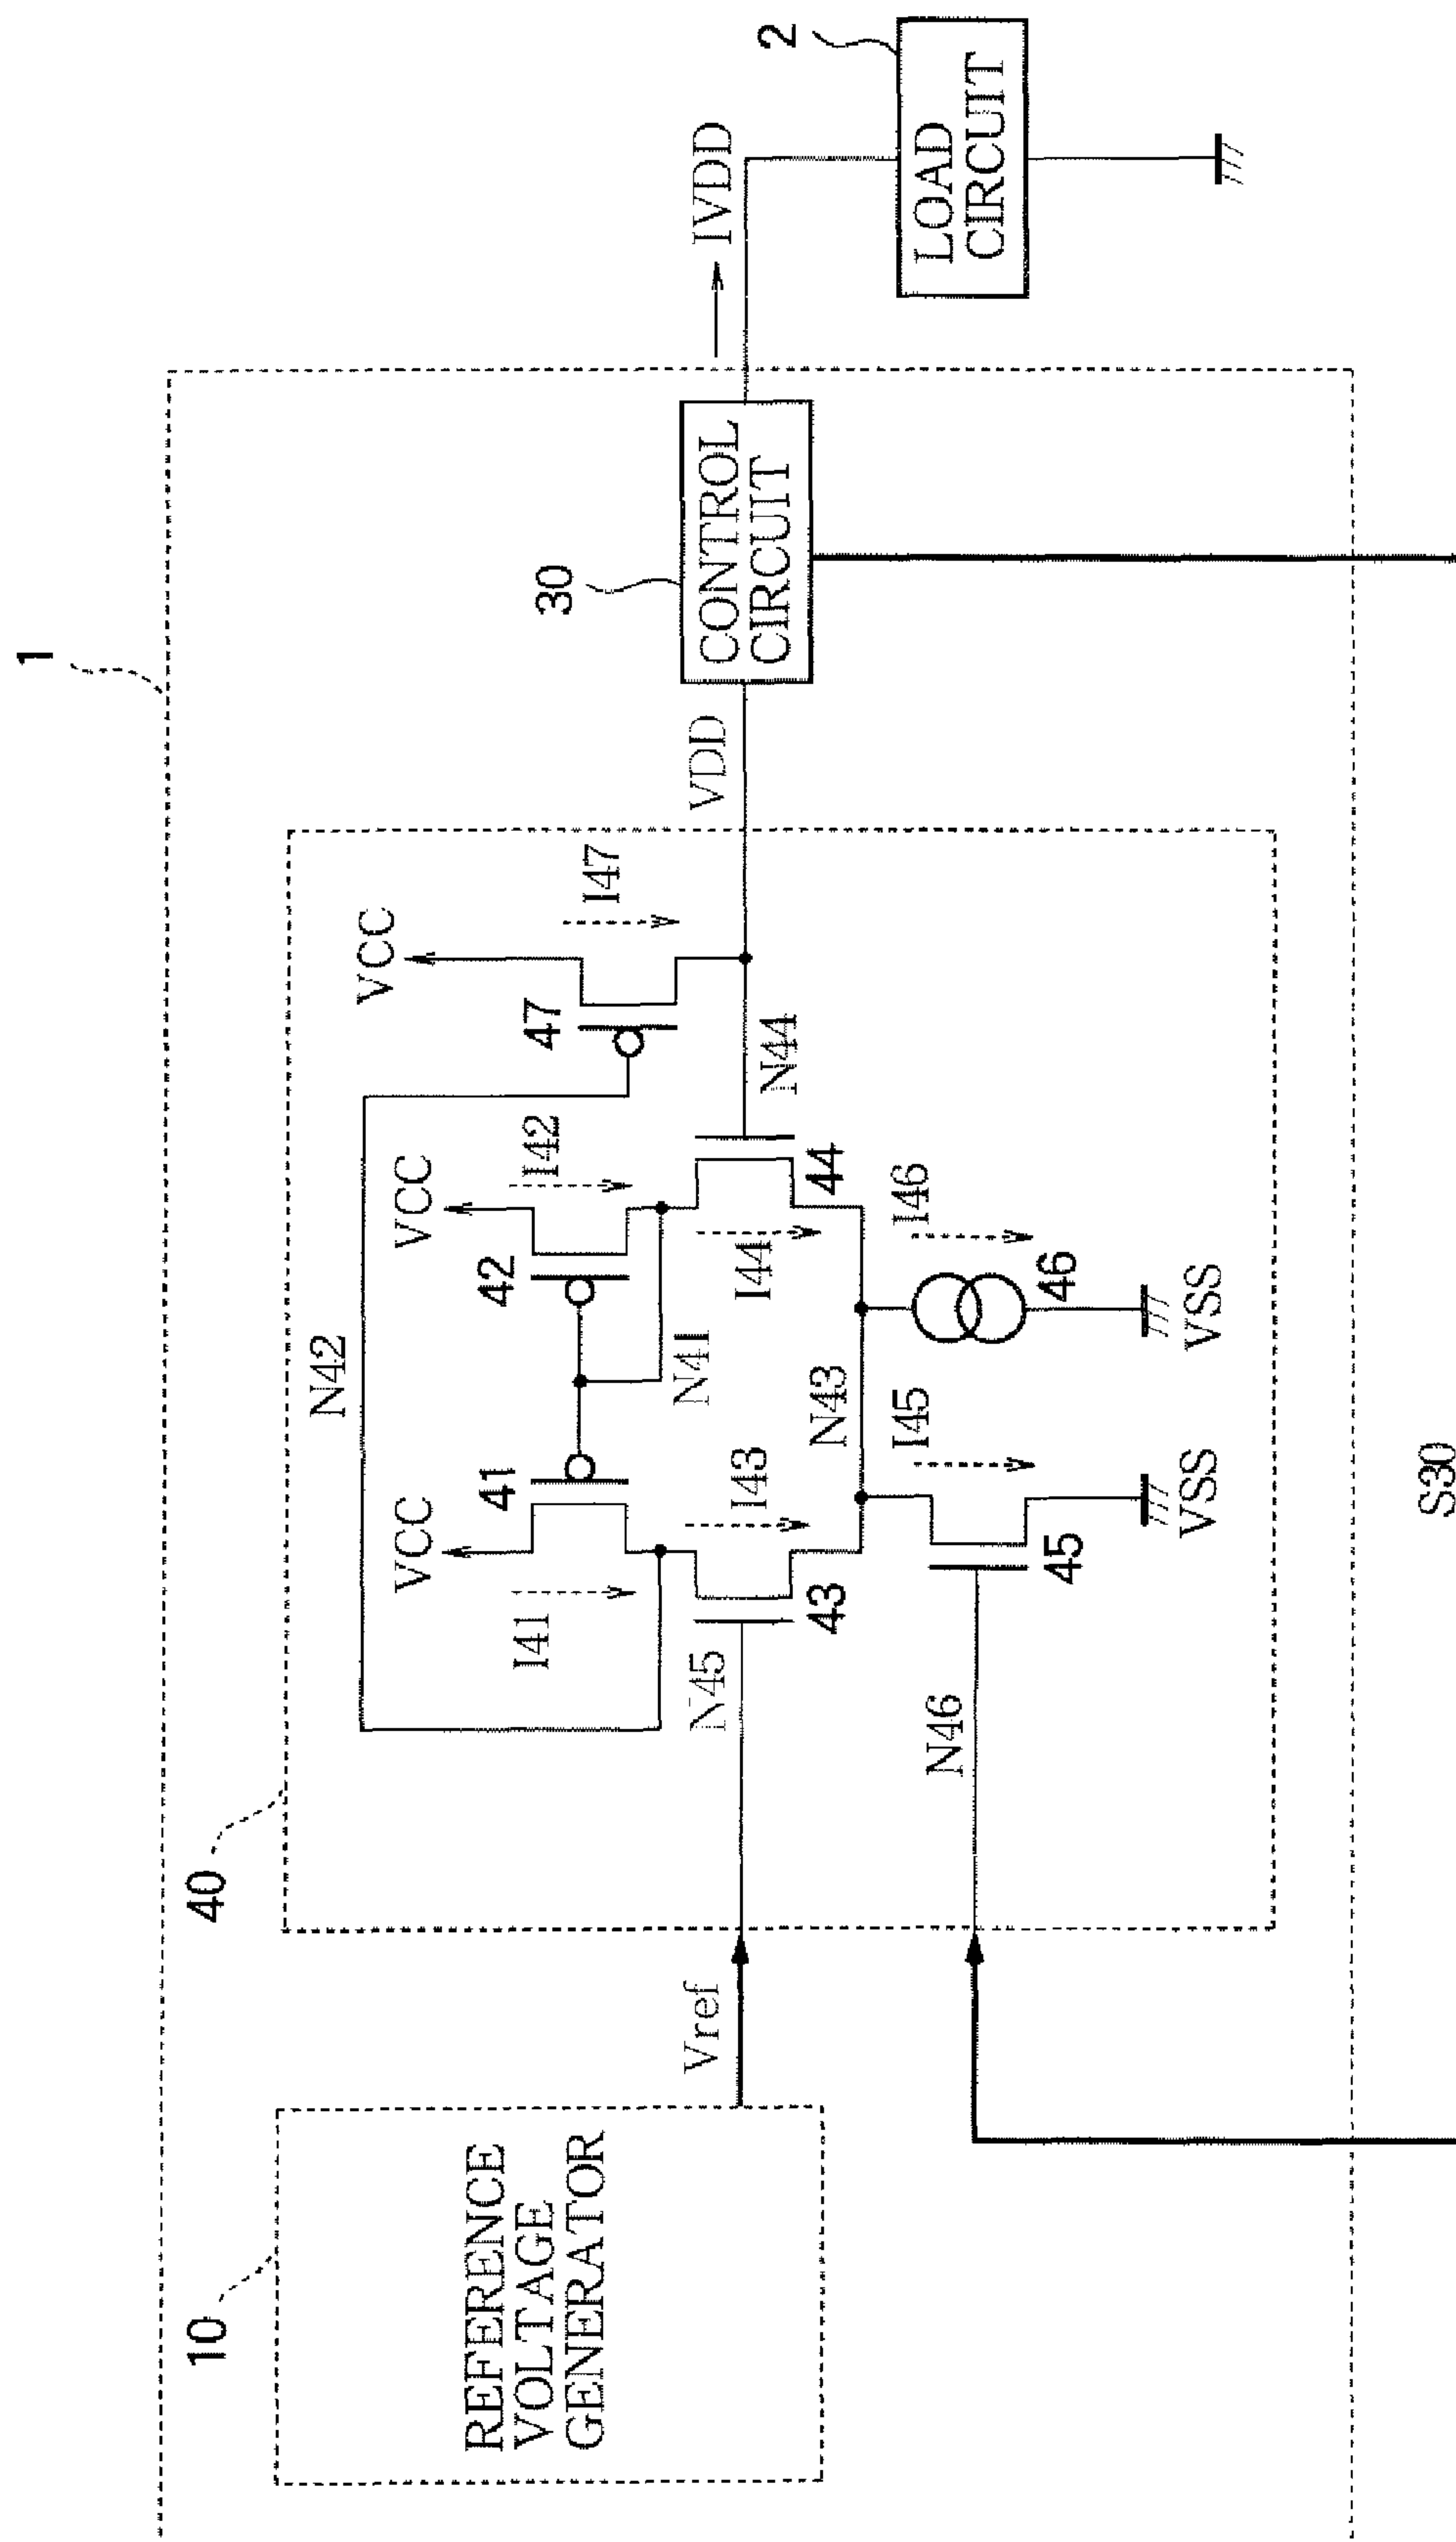 1
40
10
REFERENCE
VOLTAGE
GENERATOR
Vref
N42
VCC
VCC
VCC
I41
41
42
I42
47
I47
N41
N45
43
I43
I44
44
N44
VDD
30
CONTROL
CIRCUIT
IVDD
2
LOAD
CIRCUIT
N43
N46
I45
45
VSS
I46
46
VSS
S30